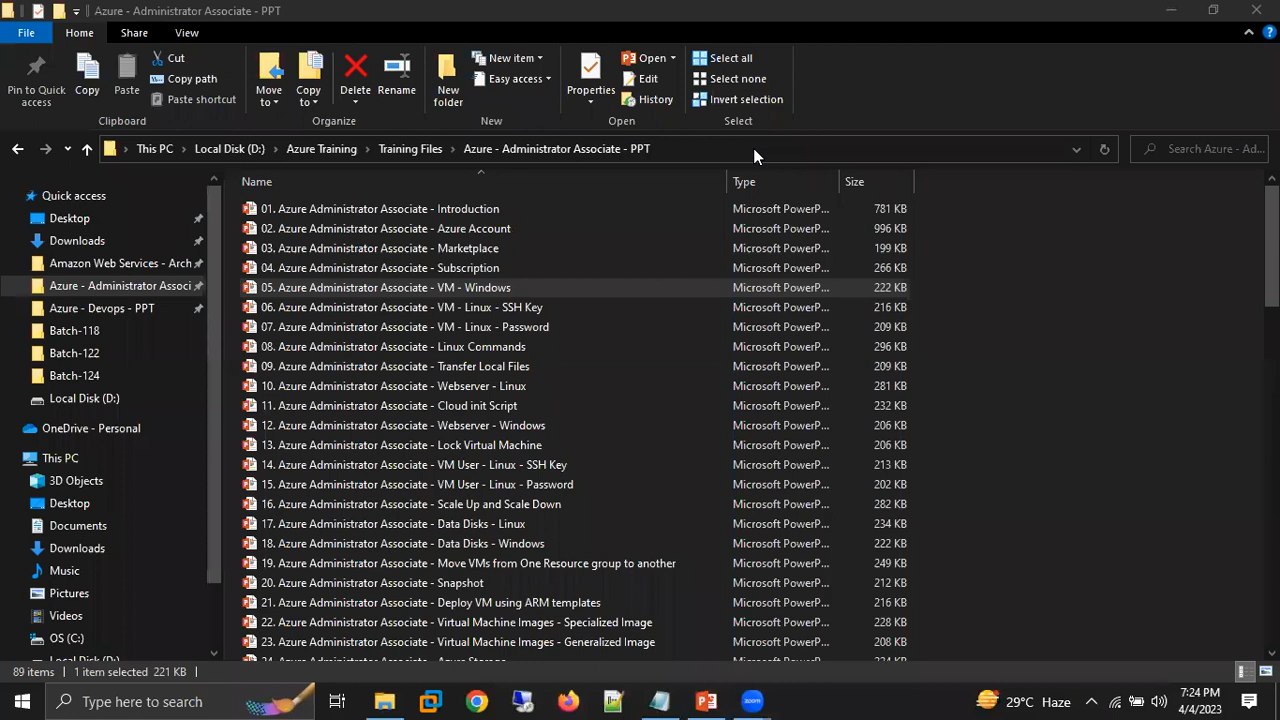 Azure - Administrator Associate - PPT
File Home Share View
Pin to Quick access
Copy
Paste
Cut
Copy path
Paste shortcut
Move to
Copy to
Delete
Rename
New folder
New item
Easy access
Properties
Open
Edit
History
Select all
Select none
Invert selection
Clipboard Organize New Open Select
This PC Local Disk (D:) Azure Training Training Files Azure - Administrator Associate - PPT
Search Azure - Ad...
Quick access
Desktop
Downloads
Amazon Web Services - Arch
Azure - Administrator Associ
Azure - Devops - PPT
Batch-118
Batch-122
Batch-124
Local Disk (D:)
OneDrive - Personal
This PC
3D Objects
Desktop
Documents
Downloads
Music
Pictures
Videos
OS (C:)
Local Disk (D:)
Name Type Size
01. Azure Administrator Associate - Introduction Microsoft PowerP... 781 KB
02. Azure Administrator Associate - Azure Account Microsoft PowerP... 996 KB
03. Azure Administrator Associate - Marketplace Microsoft PowerP... 199 KB
04. Azure Administrator Associate - Subscription Microsoft PowerP... 266 KB
05. Azure Administrator Associate - VM - Windows Microsoft PowerP... 222 KB
06. Azure Administrator Associate - VM - Linux - SSH Key Microsoft PowerP... 216 KB
07. Azure Administrator Associate - VM - Linux - Password Microsoft PowerP... 209 KB
08. Azure Administrator Associate - Linux Commands Microsoft PowerP... 296 KB
09. Azure Administrator Associate - Transfer Local Files Microsoft PowerP... 209 KB
10. Azure Administrator Associate - Webserver - Linux Microsoft PowerP... 281 KB
11. Azure Administrator Associate - Cloud init Script Microsoft PowerP... 232 KB
12. Azure Administrator Associate - Webserver - Windows Microsoft PowerP... 206 KB
13. Azure Administrator Associate - Lock Virtual Machine Microsoft PowerP... 206 KB
14. Azure Administrator Associate - VM User - Linux - SSH Key Microsoft PowerP... 213 KB
15. Azure Administrator Associate - VM User - Linux - Password Microsoft PowerP... 202 KB
16. Azure Administrator Associate - Scale Up and Scale Down Microsoft PowerP... 282 KB
17. Azure Administrator Associate - Data Disks - Linux Microsoft PowerP... 234 KB
18. Azure Administrator Associate - Data Disks - Windows Microsoft PowerP... 222 KB
19. Azure Administrator Associate - Move VMs from One Resource group to another Microsoft PowerP... 249 KB
20. Azure Administrator Associate - Snapshot Microsoft PowerP... 212 KB
21. Azure Administrator Associate - Deploy VM using ARM templates Microsoft PowerP... 216 KB
22. Azure Administrator Associate - Virtual Machine Images - Specialized Image Microsoft PowerP... 228 KB
23. Azure Administrator Associate - Virtual Machine Images - Generalized Image Microsoft PowerP... 208 KB
24. Azure Administrator Associate - Azure Storage Microsoft PowerP...
89 items 1 item selected 221 KB
Type here to search
29°C Haze
7:24 PM
4/4/2023
zoom